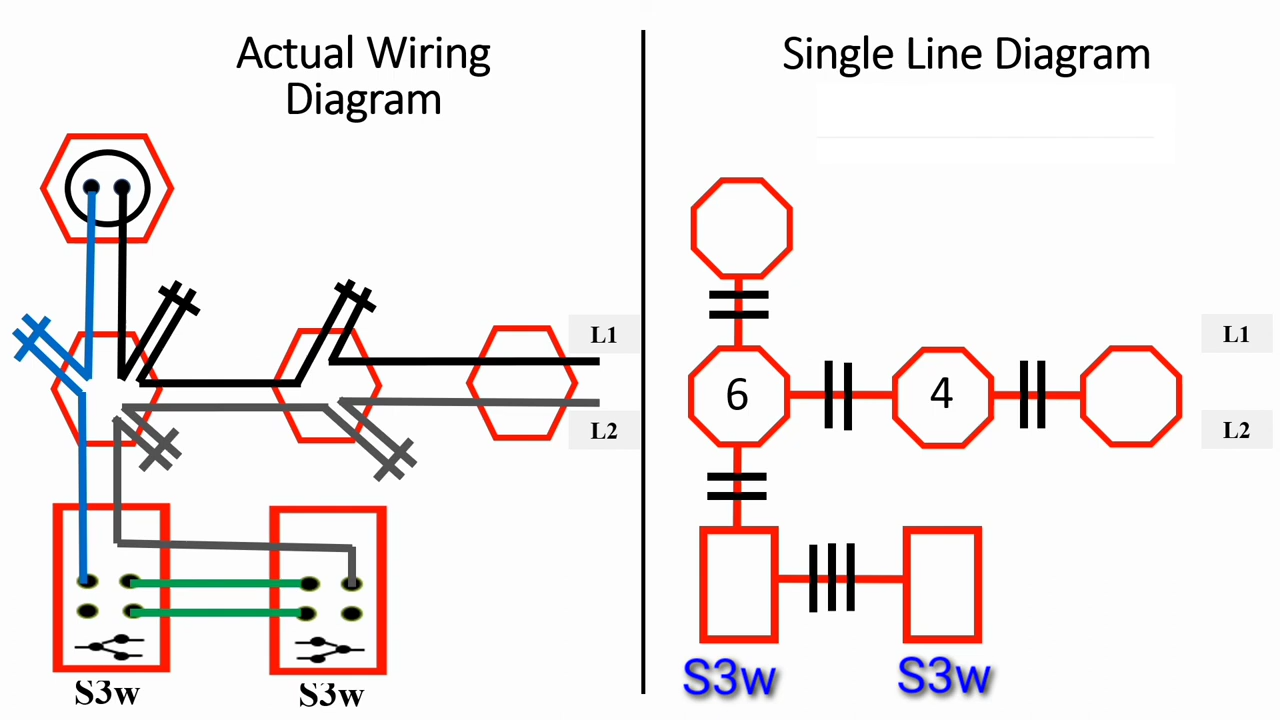 Actual Wiring
Diagram
L1
L2
S3w
S3w
Single Line Diagram
L1
6
4
L2
S3w
S3w